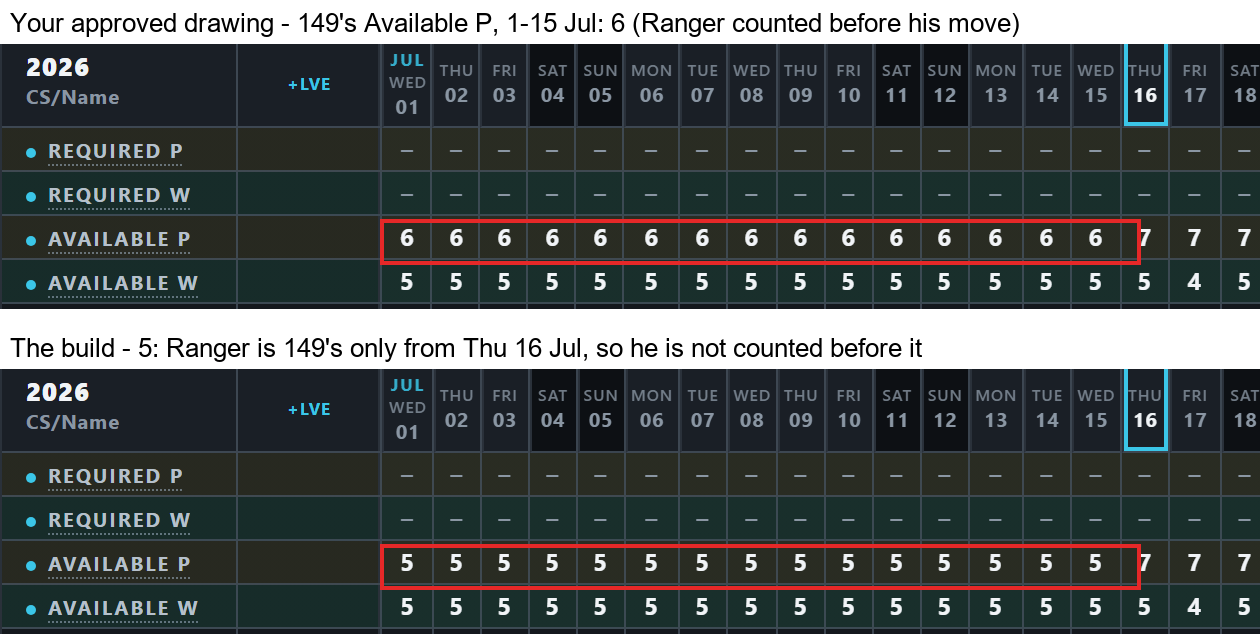 Your approved drawing - 149's Available P, 1-15 Jul: 6 (Ranger counted before his move)
2026 CS/Name +LVE
JUL WED 01 THU 02 FRI 03 SAT 04 SUN 05 MON 06 TUE 07 WED 08 THU 09 FRI 10 SAT 11 SUN 12 MON 13 TUE 14 WED 15 THU 16 FRI 17 SAT 18
REQUIRED P – – – – – – – – – – – – – – – – – –
REQUIRED W – – – – – – – – – – – – – – – – – –
AVAILABLE P 6 6 6 6 6 6 6 6 6 6 6 6 6 6 6 7 7 7
AVAILABLE W 5 5 5 5 5 5 5 5 5 5 5 5 5 5 5 5 4 5
The build - 5: Ranger is 149's only from Thu 16 Jul, so he is not counted before it
2026 CS/Name +LVE
JUL WED 01 THU 02 FRI 03 SAT 04 SUN 05 MON 06 TUE 07 WED 08 THU 09 FRI 10 SAT 11 SUN 12 MON 13 TUE 14 WED 15 THU 16 FRI 17 SAT 18
REQUIRED P – – – – – – – – – – – – – – – – – –
REQUIRED W – – – – – – – – – – – – – – – – – –
AVAILABLE P 5 5 5 5 5 5 5 5 5 5 5 5 5 5 5 7 7 7
AVAILABLE W 5 5 5 5 5 5 5 5 5 5 5 5 5 5 5 5 4 5